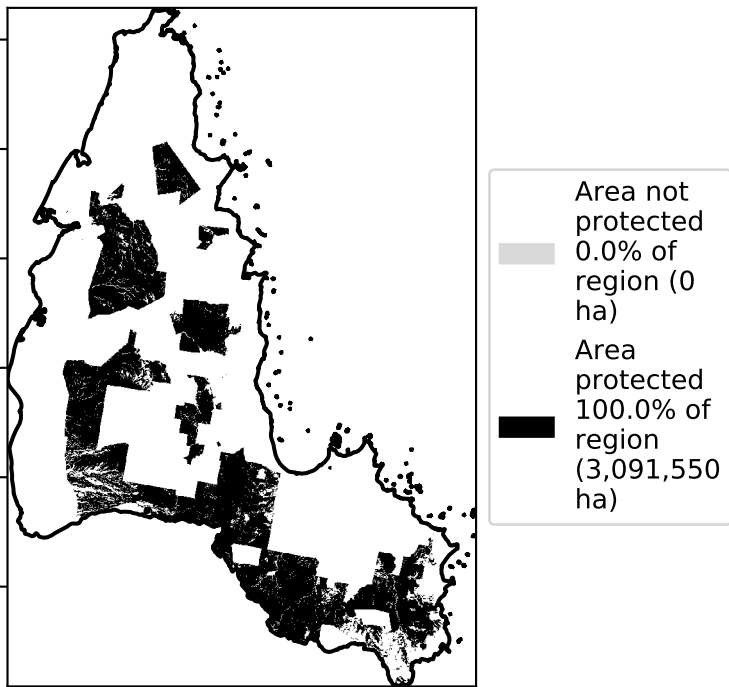 Area not
protected
0.0% of
region (0
ha)
Area
protected
100.0% of
region
(3,091,550
ha)